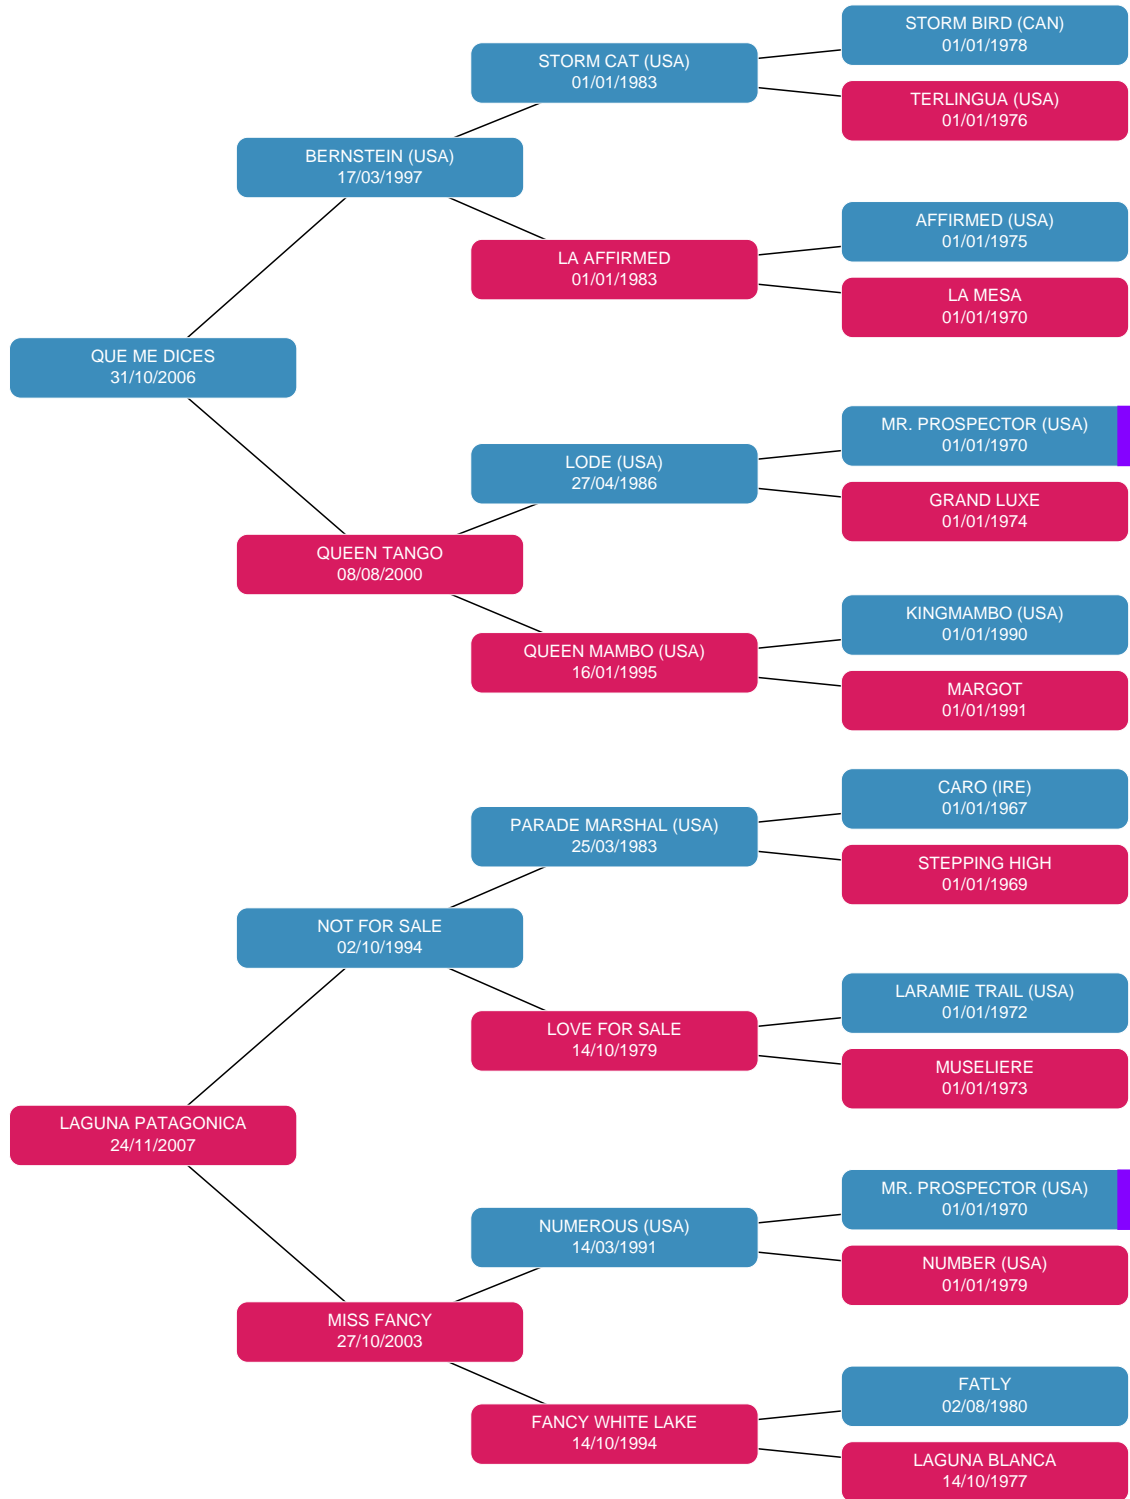 STORM BIRD (CAN)
01/01/1978
STORM CAT (USA)
01/01/1983
TERLINGUA (USA)
01/01/1976
BERNSTEIN (USA)
17/03/1997
AFFIRMED (USA)
01/01/1975
LA AFFIRMED
01/01/1983
LA MESA
01/01/1970
QUE ME DICES
31/10/2006
MR. PROSPECTOR (USA)
01/01/1970
LODE (USA)
27/04/1986
GRAND LUXE
01/01/1974
QUEEN TANGO
08/08/2000
KINGMAMBO (USA)
01/01/1990
QUEEN MAMBO (USA)
16/01/1995
MARGOT
01/01/1991
CARO (IRE)
01/01/1967
PARADE MARSHAL (USA)
25/03/1983
STEPPING HIGH
01/01/1969
NOT FOR SALE
02/10/1994
LARAMIE TRAIL (USA)
01/01/1972
LOVE FOR SALE
14/10/1979
MUSELIERE
01/01/1973
LAGUNA PATAGONICA
24/11/2007
MR. PROSPECTOR (USA)
01/01/1970
NUMEROUS (USA)
14/03/1991
NUMBER (USA)
01/01/1979
MISS FANCY
27/10/2003
FATLY
02/08/1980
FANCY WHITE LAKE
14/10/1994
LAGUNA BLANCA
14/10/1977